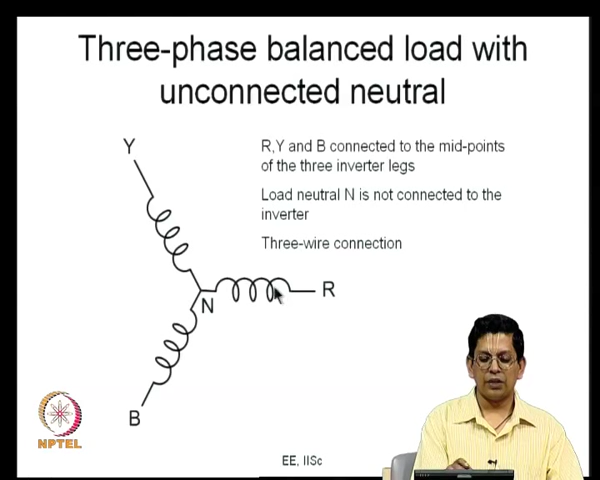 Three-phase balanced load with
unconnected neutral
Y
R,Y and B connected to the mid-points
of the three inverter legs
Load neutral N is not connected to the
inverter
Three-wire connection
R
N
B
NPTEL
EE, IISc